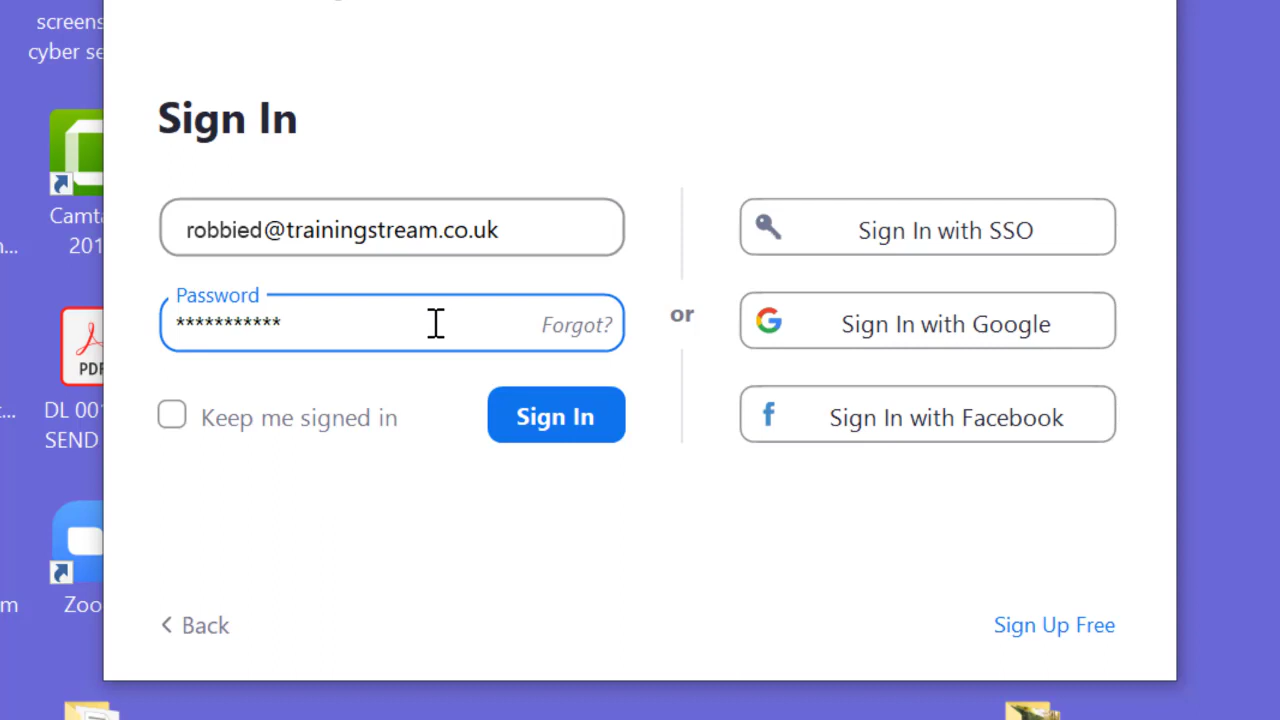 screens
cyber se
Sign In
Camta
201
robbied@trainingstream.co.uk
Sign In with SSO
Password
***********
Forgot?
or
Sign In with Google
PDF
DL 001
SEND
Keep me signed in
Sign In
f
Sign In with Facebook
Zoo
m
Back
Sign Up Free